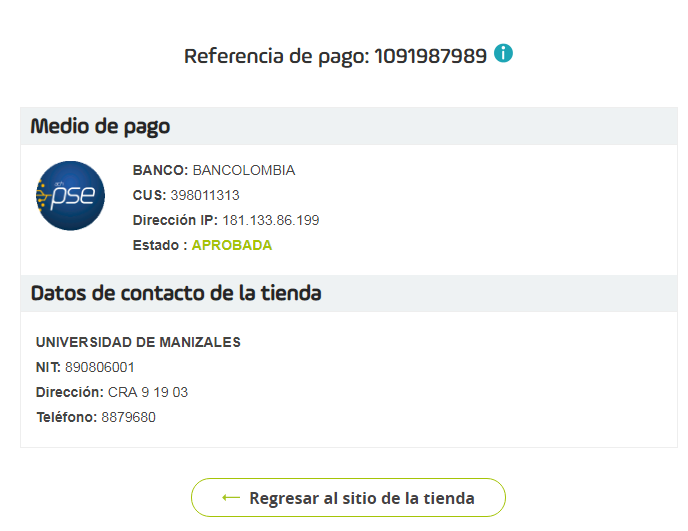 Referencia de pago: 1091987989
Medio de pago
ach
pse
BANCO: BANCOLOMBIA
CUS: 398011313
Dirección IP: 181.133.86.199
Estado : APROBADA
Datos de contacto de la tienda
UNIVERSIDAD DE MANIZALES
NIT: 890806001
Dirección: CRA 9 19 03
Teléfono: 8879680
← Regresar al sitio de la tienda